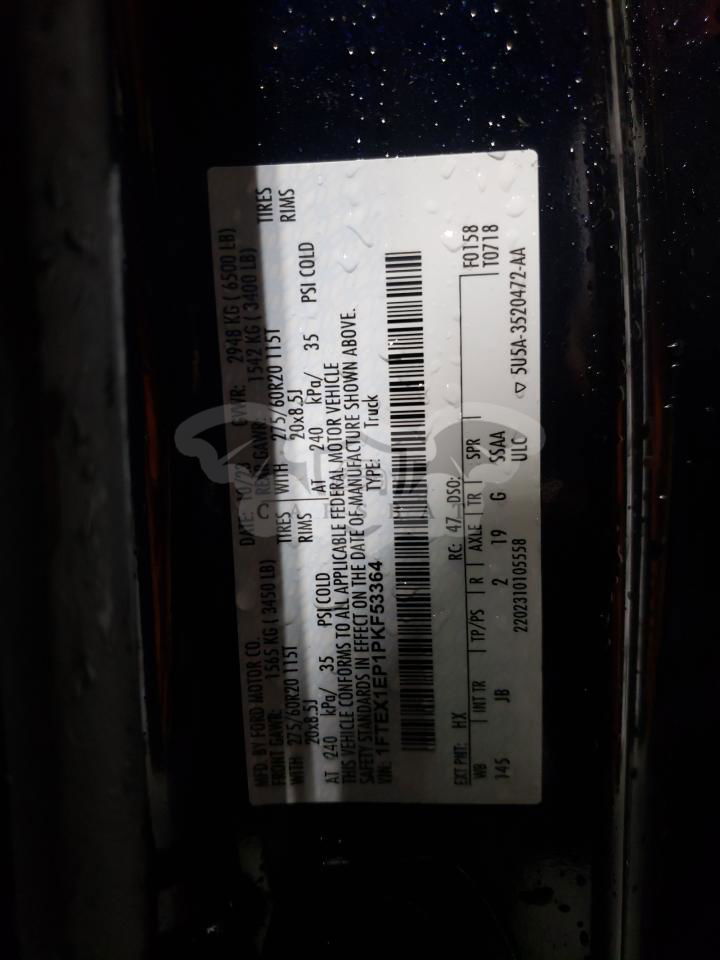 MFD. BY FORD MOTOR CO.
DATE: 10/23 GVWR: 2948 KG ( 6500 LB)
FRONT GAWR: 1565 KG ( 3450 LB) REAR GAWR: 1542 KG ( 3400 LB)
WITH 275/60R20 115T TIRES WITH 275/60R20 115T TIRES
20x8.5J RIMS 20x8.5J RIMS
AT 240 kPa/ 35 PSI COLD AT 240 kPa/ 35 PSI COLD
THIS VEHICLE CONFORMS TO ALL APPLICABLE FEDERAL MOTOR VEHICLE
SAFETY STANDARDS IN EFFECT ON THE DATE OF MANUFACTURE SHOWN ABOVE.
VIN: 1FTEX1EP1PKF53364 TYPE: Truck
EXT PNT: HX RC: 47 DSO: F0158
WB INT TR TP/PS R AXLE TR SPR T0718
145 JB 2 19 G SSAA
2202310105558 ULC ▽ 5U5A-3520472-AA